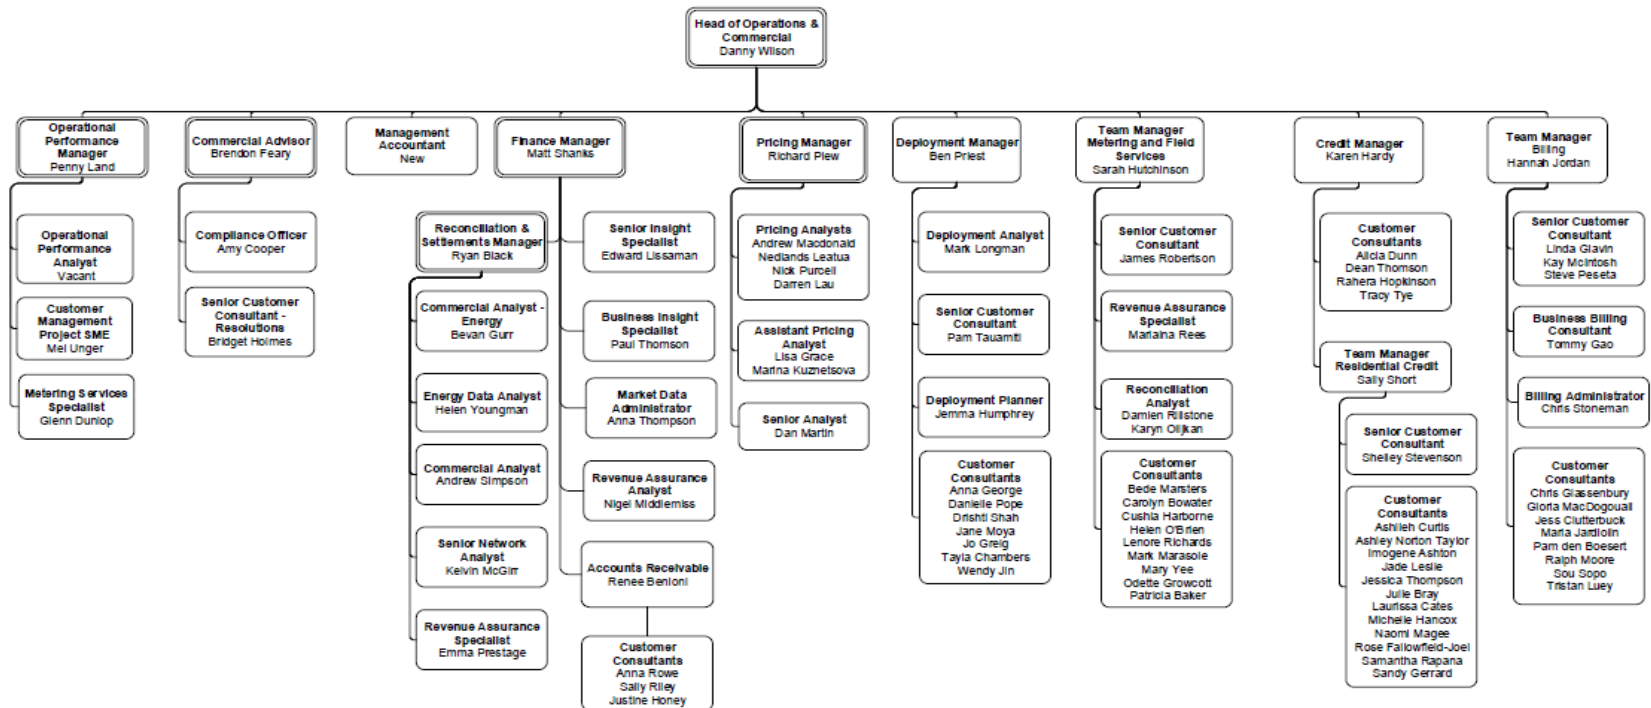 Head of Operations &
Commercial
Danny Wilson
Operational
Performance
Manager
Penny Land
Commercial Advisor
Brendon Feary
Management
Accountant
New
Finance Manager
Matt Shanks
Pricing Manager
Richard Plew
Deployment Manager
Ben Priest
Team Manager
Metering and Field
Services
Sarah Hutchinson
Credit Manager
Karen Hardy
Team Manager
Billing
Hannah Jordan
Operational
Performance
Analyst
Vacant
Customer
Management
Project SME
Mel Unger
Metering Services
Specialist
Glenn Dunlop
Compliance Officer
Amy Cooper
Senior Customer
Consultant -
Resolutions
Bridget Holmes
Reconciliation &
Settlements Manager
Ryan Black
Commercial Analyst -
Energy
Bevan Gurr
Energy Data Analyst
Helen Youngman
Commercial Analyst
Andrew Simpson
Senior Network
Analyst
Kelvin McGirr
Revenue Assurance
Specialist
Emma Prestage
Senior Insight
Specialist
Edward Lissaman
Business Insight
Specialist
Paul Thomson
Market Data
Administrator
Anna Thompson
Revenue Assurance
Analyst
Nigel Middlemiss
Accounts Receivable
Renee Benioni
Customer
Consultants
Anna Rowe
Sally Riley
Justine Honey
Pricing Analysts
Andrew Macdonald
Nedlands Leatua
Nick Purcell
Darren Lau
Assistant Pricing
Analyst
Lisa Grace
Marina Kuznetsova
Senior Analyst
Dan Martin
Deployment Analyst
Mark Longman
Senior Customer
Consultant
Pam Tauamiti
Deployment Planner
Jemma Humphrey
Customer
Consultants
Anna George
Danielle Pope
Drishti Shah
Jane Moya
Jo Greig
Tayla Chambers
Wendy Jin
Senior Customer
Consultant
James Robertson
Revenue Assurance
Specialist
Mariaina Rees
Reconciliation
Analyst
Damien Rillstone
Karyn Olijkan
Customer
Consultants
Bede Marsters
Carolyn Bowater
Cushla Harborne
Helen O'Brien
Lenore Richards
Mark Marasole
Mary Yee
Odette Growcott
Patricia Baker
Customer
Consultants
Alicia Dunn
Dean Thomson
Rahera Hopkinson
Tracy Tye
Team Manager
Residential Credit
Sally Short
Senior Customer
Consultant
Shelley Stevenson
Customer
Consultants
Ashlieh Curtis
Ashley Norton Taylor
Imogene Ashton
Jade Leslie
Jessica Thompson
Julie Bray
Laurissa Cates
Michelle Hancox
Naomi Magee
Rose Fallowfield-Joel
Samantha Rapana
Sandy Gerrard
Senior Customer
Consultant
Linda Glavin
Kay McIntosh
Steve Peseta
Business Billing
Consultant
Tommy Gao
Billing Administrator
Chris Stoneman
Customer
Consultants
Chris Glassenbury
Gloria MacDogouall
Jess Clutterbuck
Maria Jardiolin
Pam den Boesert
Ralph Moore
Sou Sopo
Tristan Luey